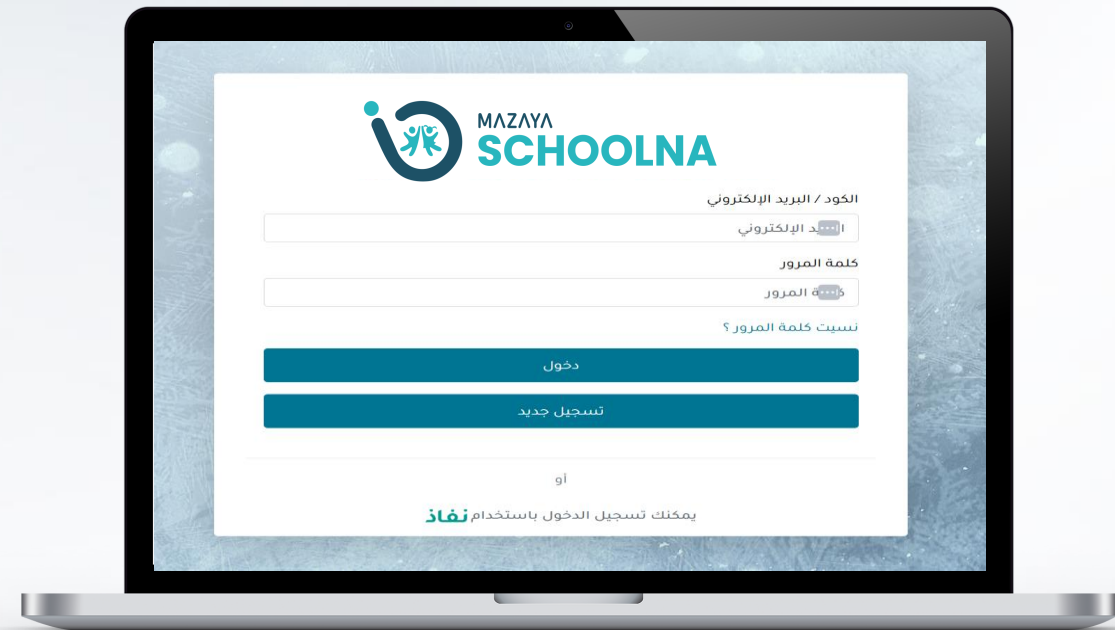 MAZAYA
SCHOOLNA
الكود / البريد الإلكتروني
الإلكتروني
كلمة المرور
المرور
نسيت كلمة المرور ؟
دخول
تسجيل جديد
أو
يمكنك تسجيل الدخول باستخدام نفاذ